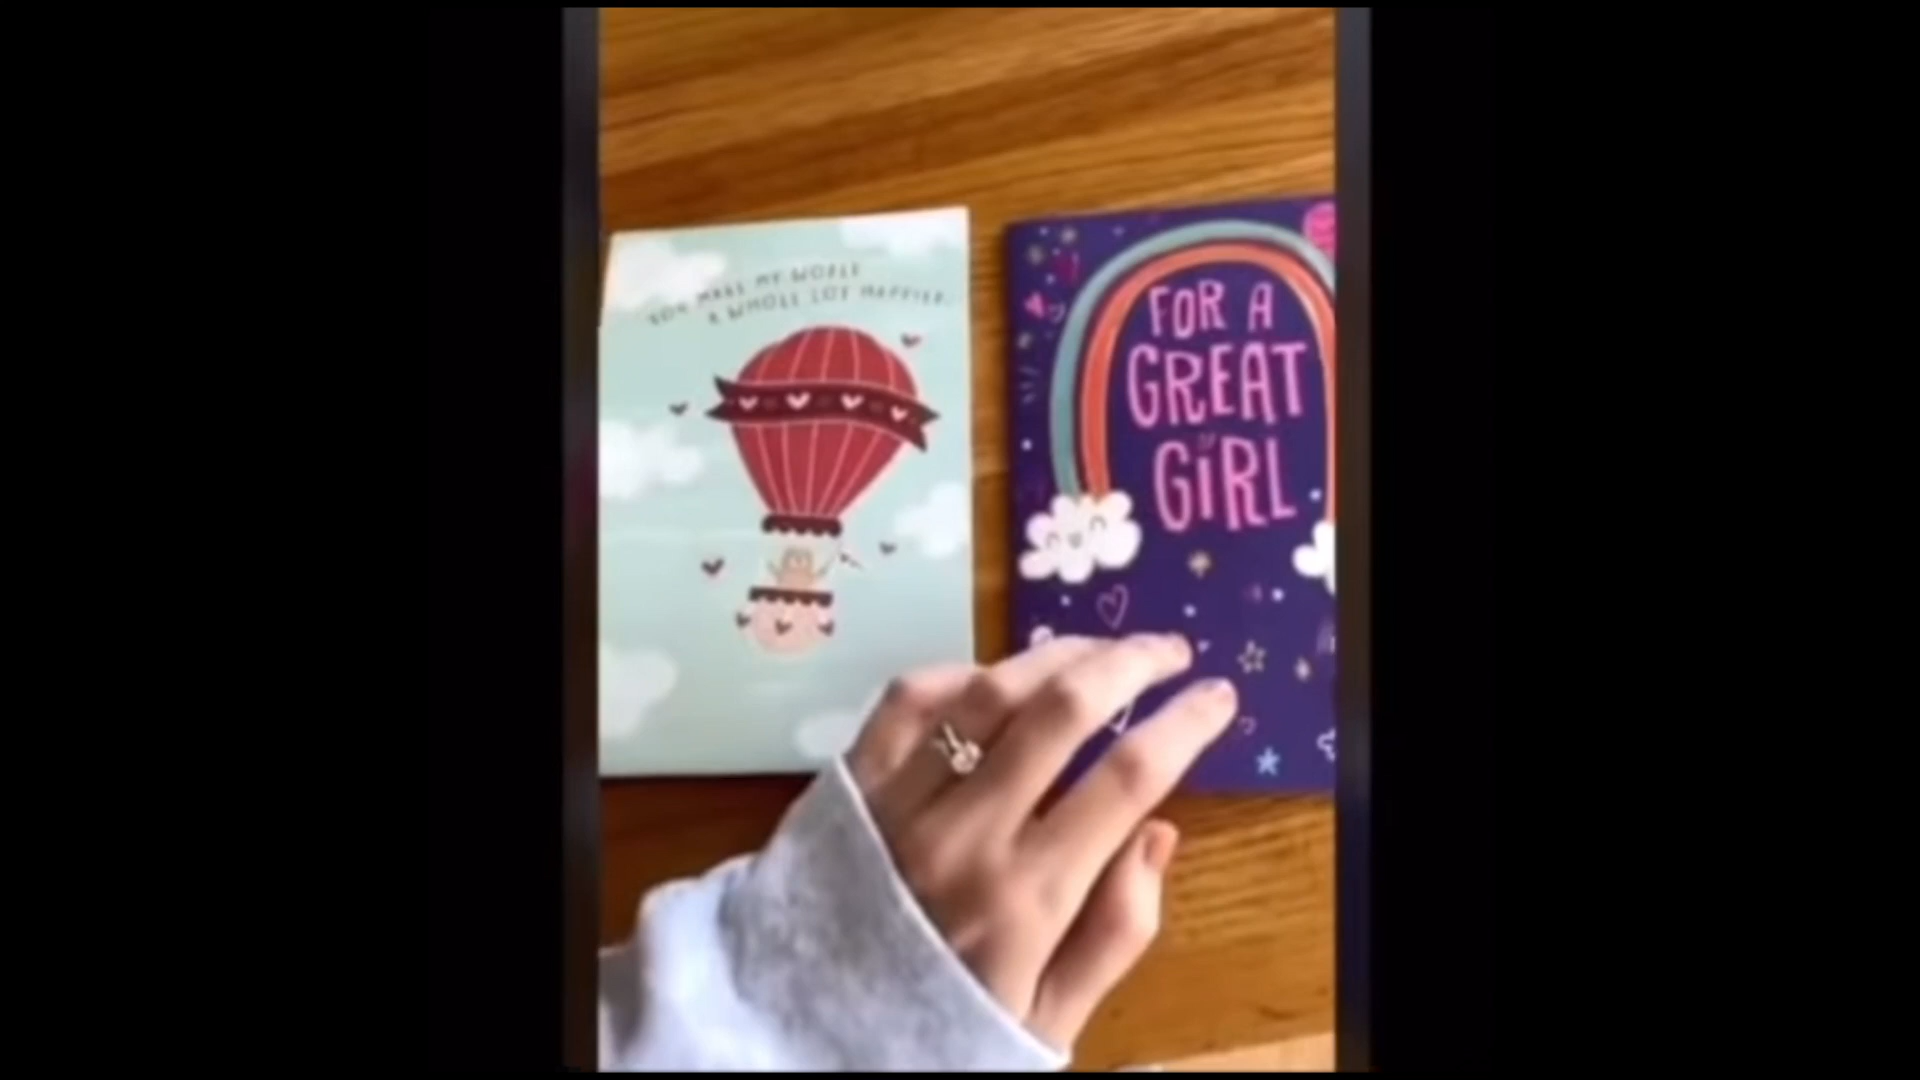 YOU MAKE MY WORLD
A WHOLE LOT HAPPIER.
FOR A
GREAT
GIRL